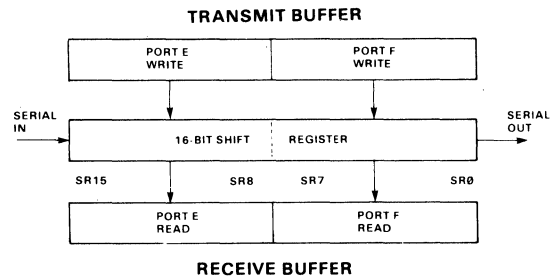 TRANSMIT BUFFER
PORT E PORT F
WRITE WRITE
SERIAL SERIAL
IN OUT
16-BIT SHIFT REGISTER
SR15 SR8 SR7 SR0
PORT E PORT F
READ READ
RECEIVE BUFFER